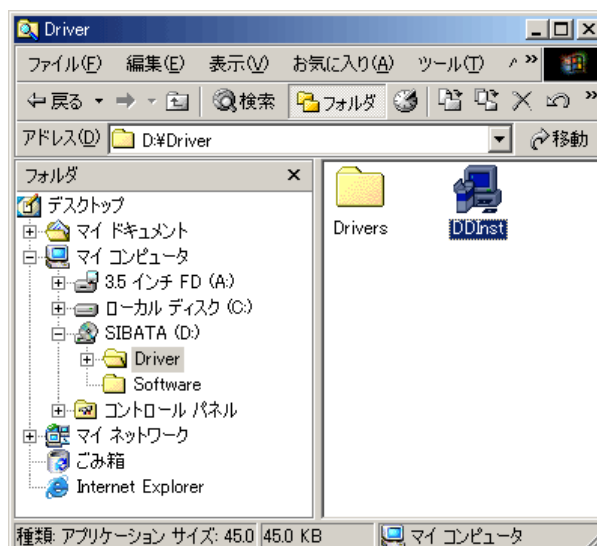 Driver
ファイル(F) 編集(E) 表示(V) お気に入り(A) ツール(T) »
戻る 検索 フォルダ »
アドレス(D) D:¥Driver 移動
フォルダ ×
デスクトップ
マイ ドキュメント
マイ コンピュータ
3.5 インチ FD (A:)
ローカル ディスク (C:)
SIBATA (D:)
Driver
Software
コントロール パネル
マイ ネットワーク
ごみ箱
Internet Explorer
Drivers DDInst
種類: アプリケーション サイズ: 45.0 45.0 KB マイ コンピュータ